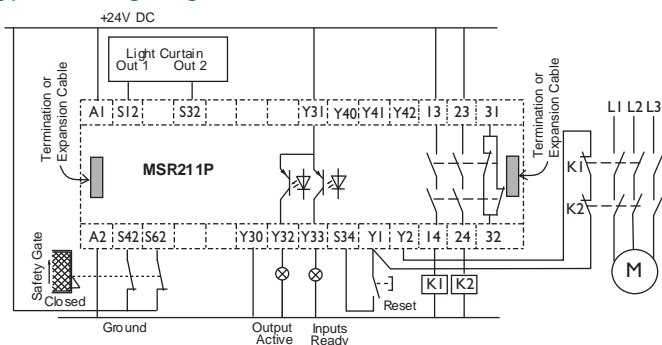 +24V DC
Light Curtain
Out 1 Out 2
Termination or
Expansion Cable
A1 S12 S32 Y31 Y40 Y41 Y42 13 23 31
Termination or
Expansion Cable
L1 L2 L3
MSR211P
K1
K2
A2 S42 S62 Y30 Y32 Y33 S34 Y1 Y2 14 24 32
Safety Gate
Closed
M
K1 K2
Reset
Ground
Output
Active
Inputs
Ready